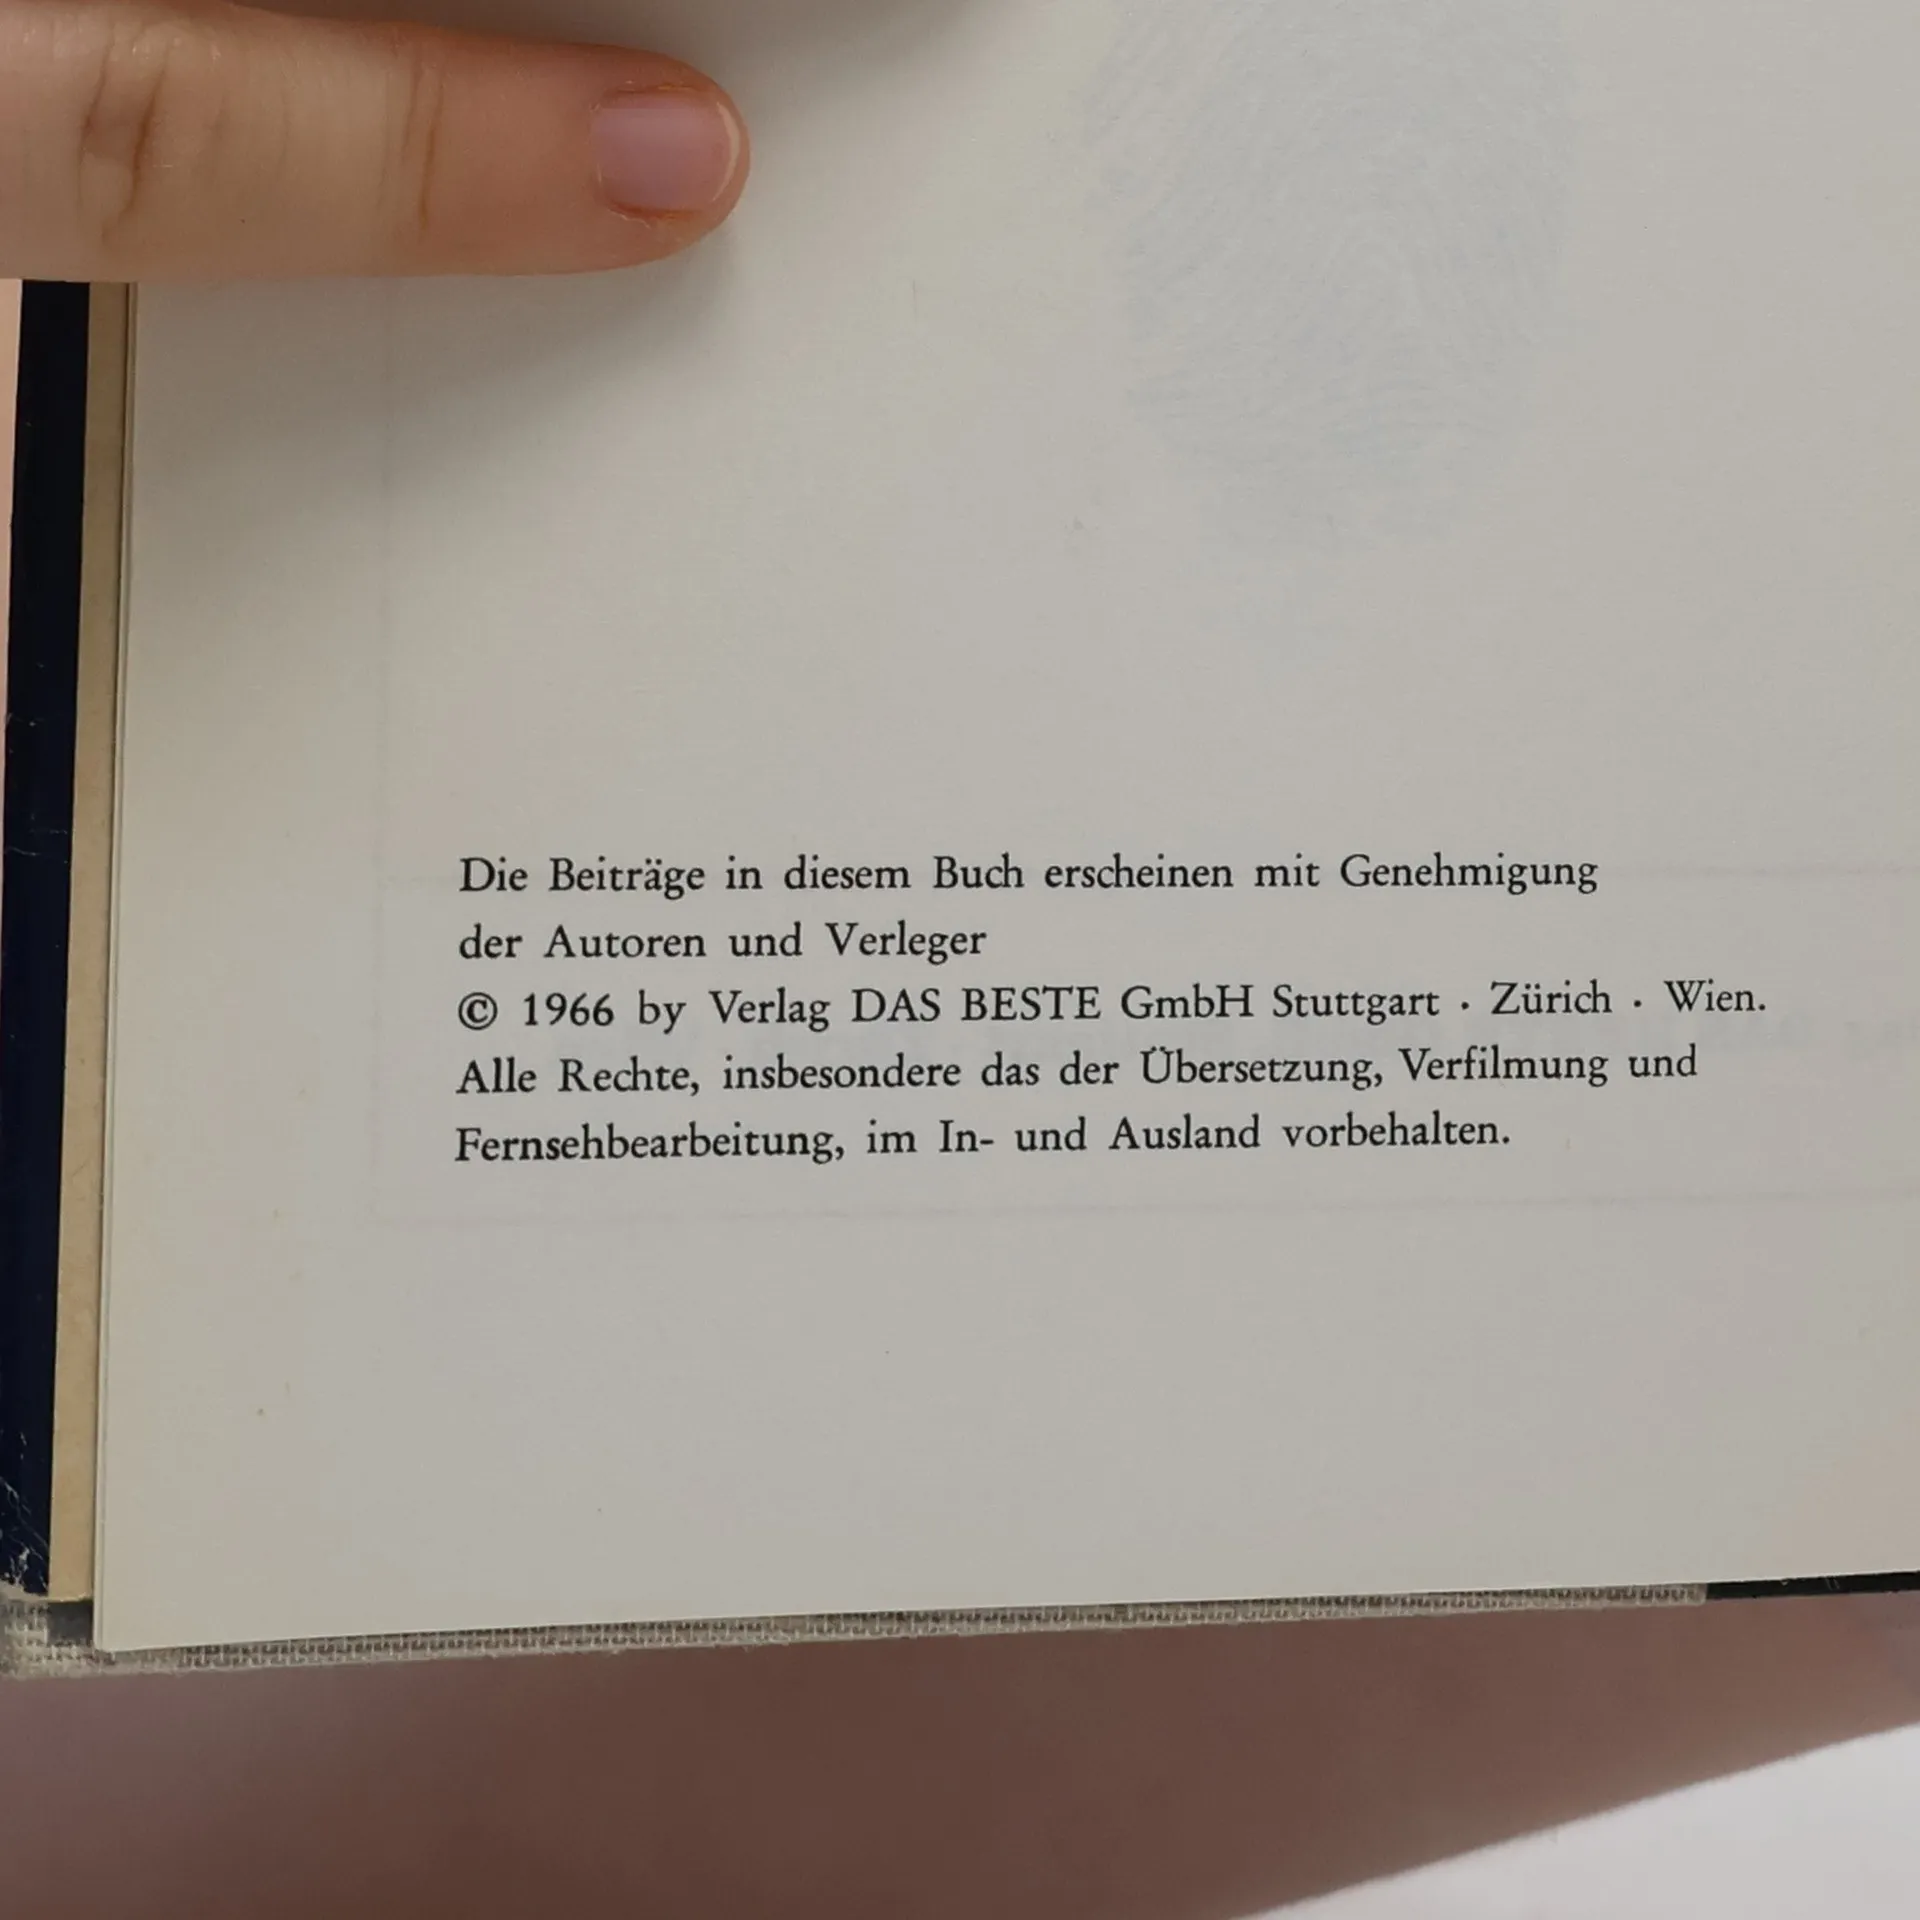 Die Beiträge in diesem Buch erscheinen mit Genehmigung
der Autoren und Verleger
© 1966 by Verlag DAS BESTE GmbH Stuttgart · Zürich · Wien.
Alle Rechte, insbesondere das der Übersetzung, Verfilmung und
Fernsehbearbeitung, im In- und Ausland vorbehalten.